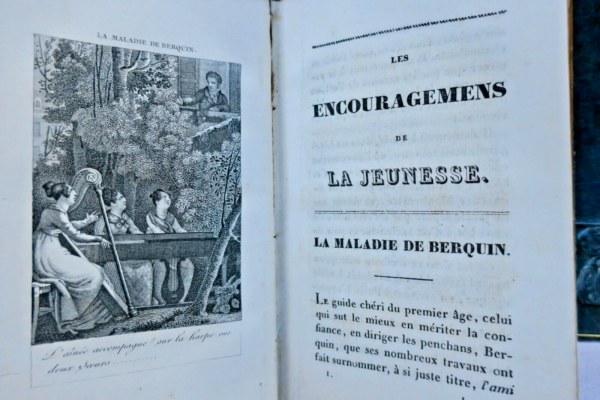 LA MALADIE DE BERQUIN.
L'ainée accompagne sur la harpe ses
deux Sœurs
LES
ENCOURAGEMENS
DE
LA JEUNESSE.
LA MALADIE DE BERQUIN.
LE guide chéri du premier âge, celui
qui sut le mieux en mériter la con-
fiance, en diriger les penchans, Ber-
quin, que ses nombreux travaux ont
fait surnommer, à si juste titre, l'ami
1.